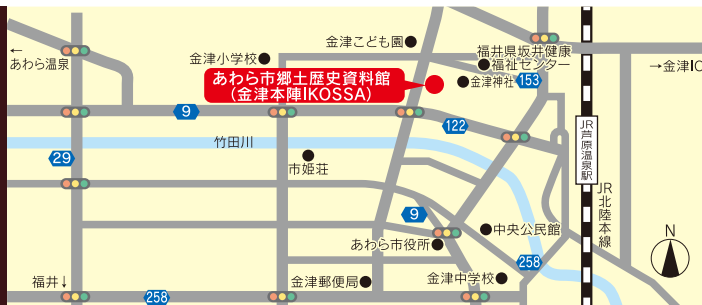 ←
あわら温泉
金津小学校
金津こども園
福井県坂井健康
福祉センター
→金津IC
あわら市郷土歴史資料館
(金津本陣IKOSSA)
金津神社
153
9
122
竹田川
29
市姫荘
JR芦原温泉駅
JR北陸本線
9
中央公民館
あわら市役所
N
258
福井↓
258
金津郵便局
金津中学校